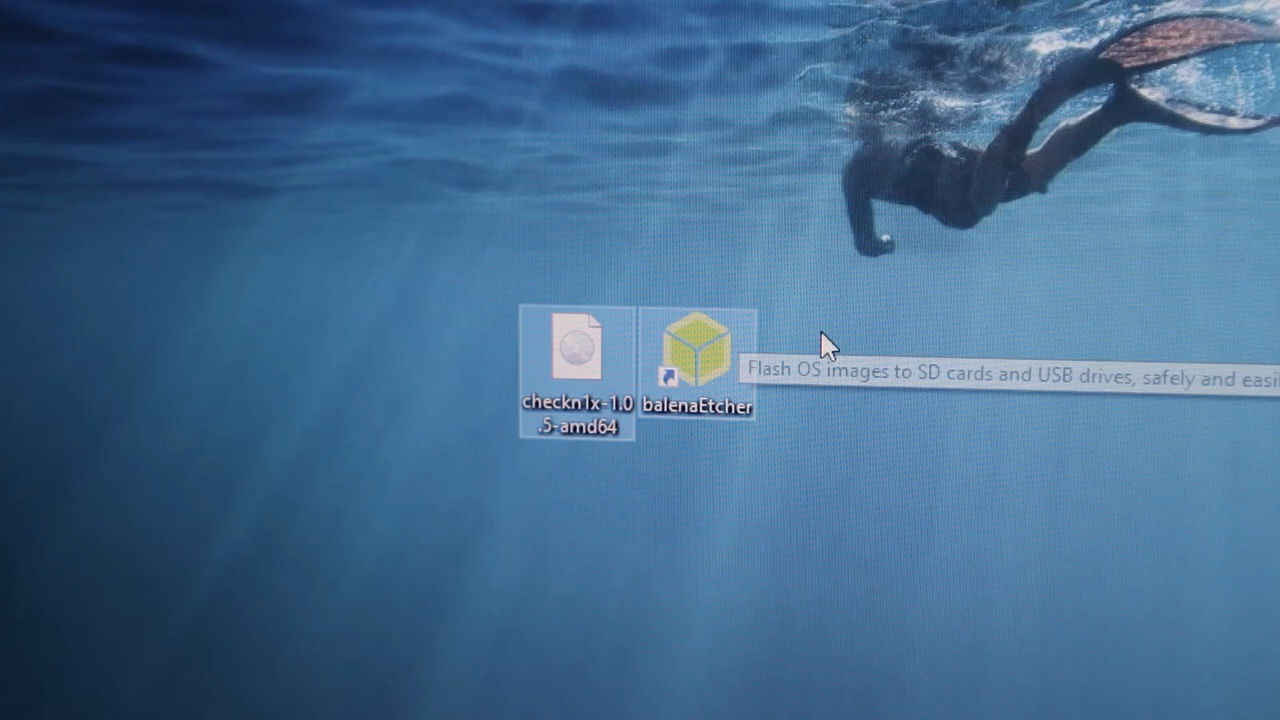 checkn1x-1.0
.5-amd64
balenaEtcher
Flash OS images to SD cards and USB drives, safely and easi